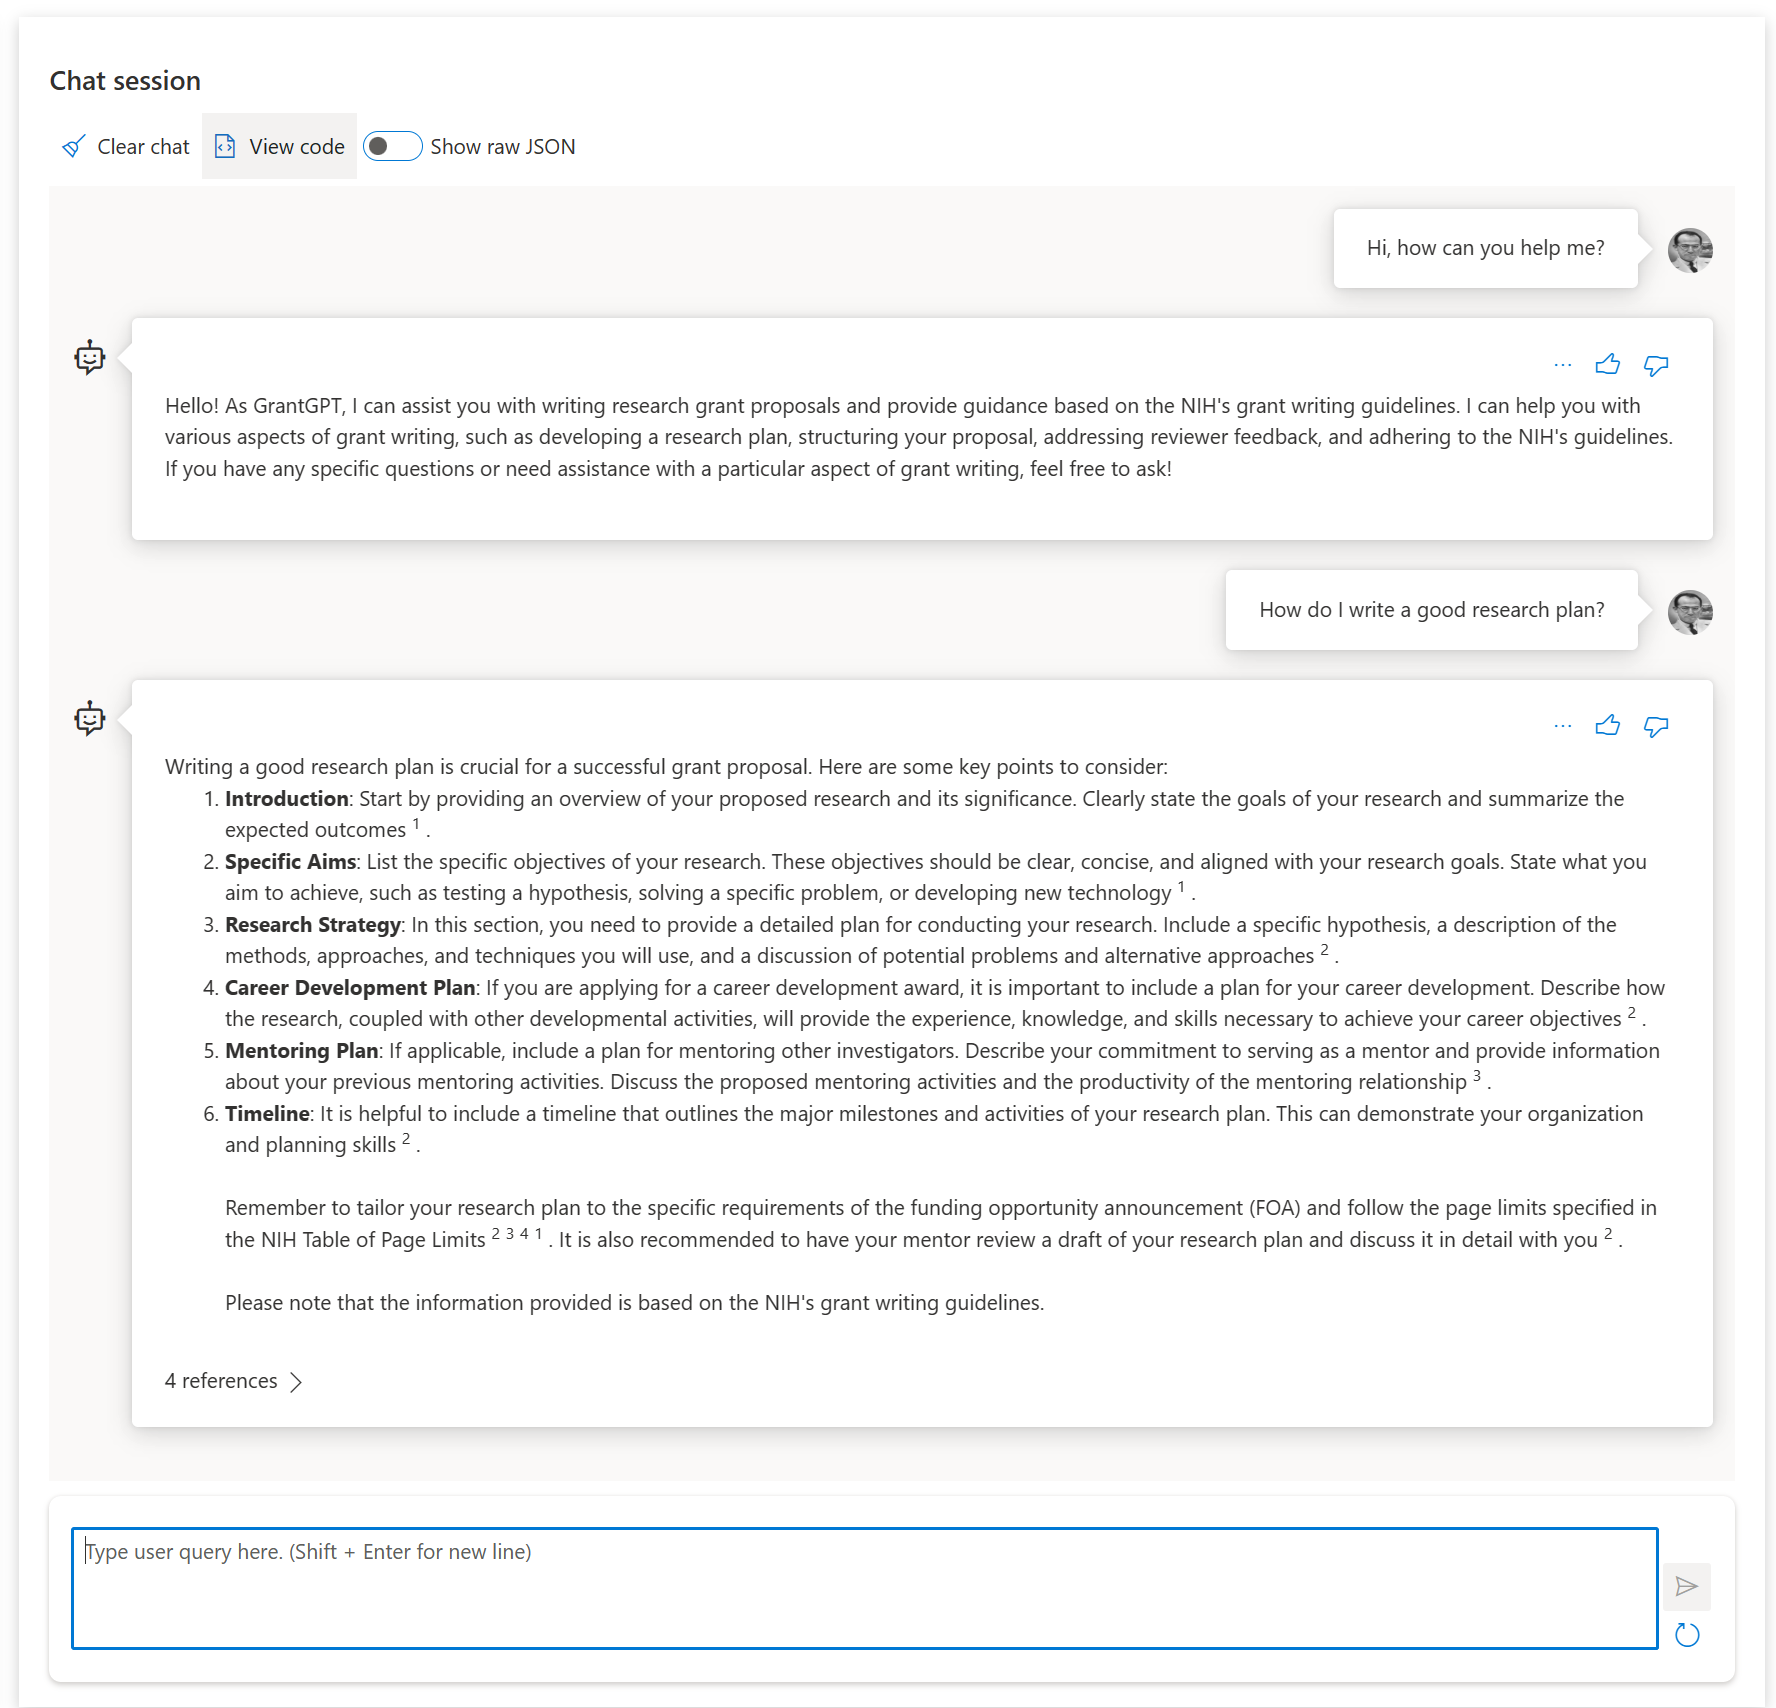 Chat session
Clear chat View code Show raw JSON
Hi, how can you help me?
Hello! As GrantGPT, I can assist you with writing research grant proposals and provide guidance based on the NIH's grant writing guidelines. I can help you with
various aspects of grant writing, such as developing a research plan, structuring your proposal, addressing reviewer feedback, and adhering to the NIH's guidelines.
If you have any specific questions or need assistance with a particular aspect of grant writing, feel free to ask!
How do I write a good research plan?
Writing a good research plan is crucial for a successful grant proposal. Here are some key points to consider:
1. Introduction: Start by providing an overview of your proposed research and its significance. Clearly state the goals of your research and summarize the
expected outcomes 1 .
2. Specific Aims: List the specific objectives of your research. These objectives should be clear, concise, and aligned with your research goals. State what you
aim to achieve, such as testing a hypothesis, solving a specific problem, or developing new technology 1 .
3. Research Strategy: In this section, you need to provide a detailed plan for conducting your research. Include a specific hypothesis, a description of the
methods, approaches, and techniques you will use, and a discussion of potential problems and alternative approaches 2 .
4. Career Development Plan: If you are applying for a career development award, it is important to include a plan for your career development. Describe how
the research, coupled with other developmental activities, will provide the experience, knowledge, and skills necessary to achieve your career objectives 2 .
5. Mentoring Plan: If applicable, include a plan for mentoring other investigators. Describe your commitment to serving as a mentor and provide information
about your previous mentoring activities. Discuss the proposed mentoring activities and the productivity of the mentoring relationship 3 .
6. Timeline: It is helpful to include a timeline that outlines the major milestones and activities of your research plan. This can demonstrate your organization
and planning skills 2 .
Remember to tailor your research plan to the specific requirements of the funding opportunity announcement (FOA) and follow the page limits specified in
the NIH Table of Page Limits 2 3 4 1 . It is also recommended to have your mentor review a draft of your research plan and discuss it in detail with you 2 .
Please note that the information provided is based on the NIH's grant writing guidelines.
4 references
Type user query here. (Shift + Enter for new line)